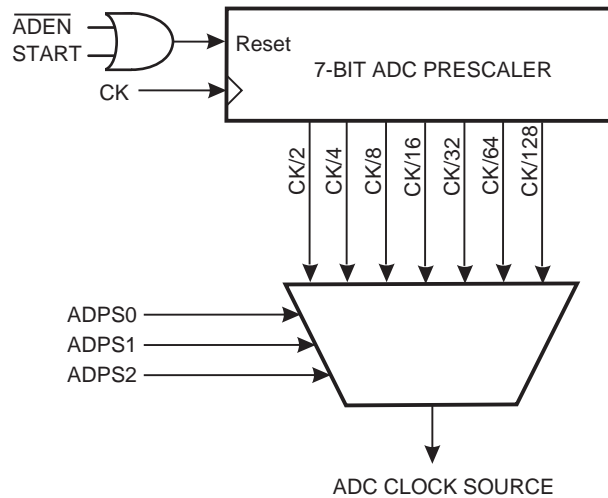 ADEN
START
Reset
7-BIT ADC PRESCALER
CK
CK/2
CK/4
CK/8
CK/16
CK/32
CK/64
CK/128
ADPS0
ADPS1
ADPS2
ADC CLOCK SOURCE